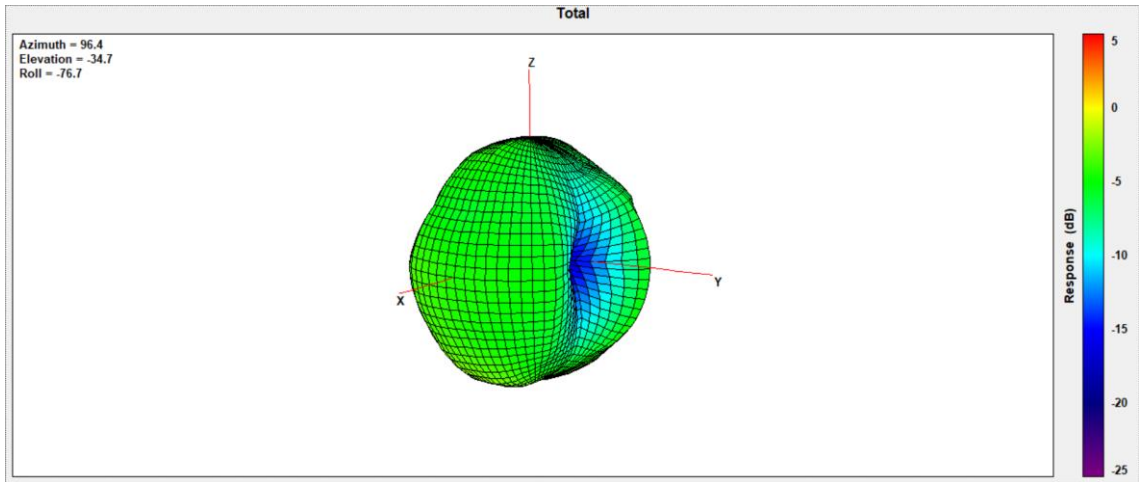 Total
Azimuth = 96.4
Elevation = -34.7
Roll = -76.7
Z
X
Y
5
0
-5
-10
-15
-20
-25
Response (dB)